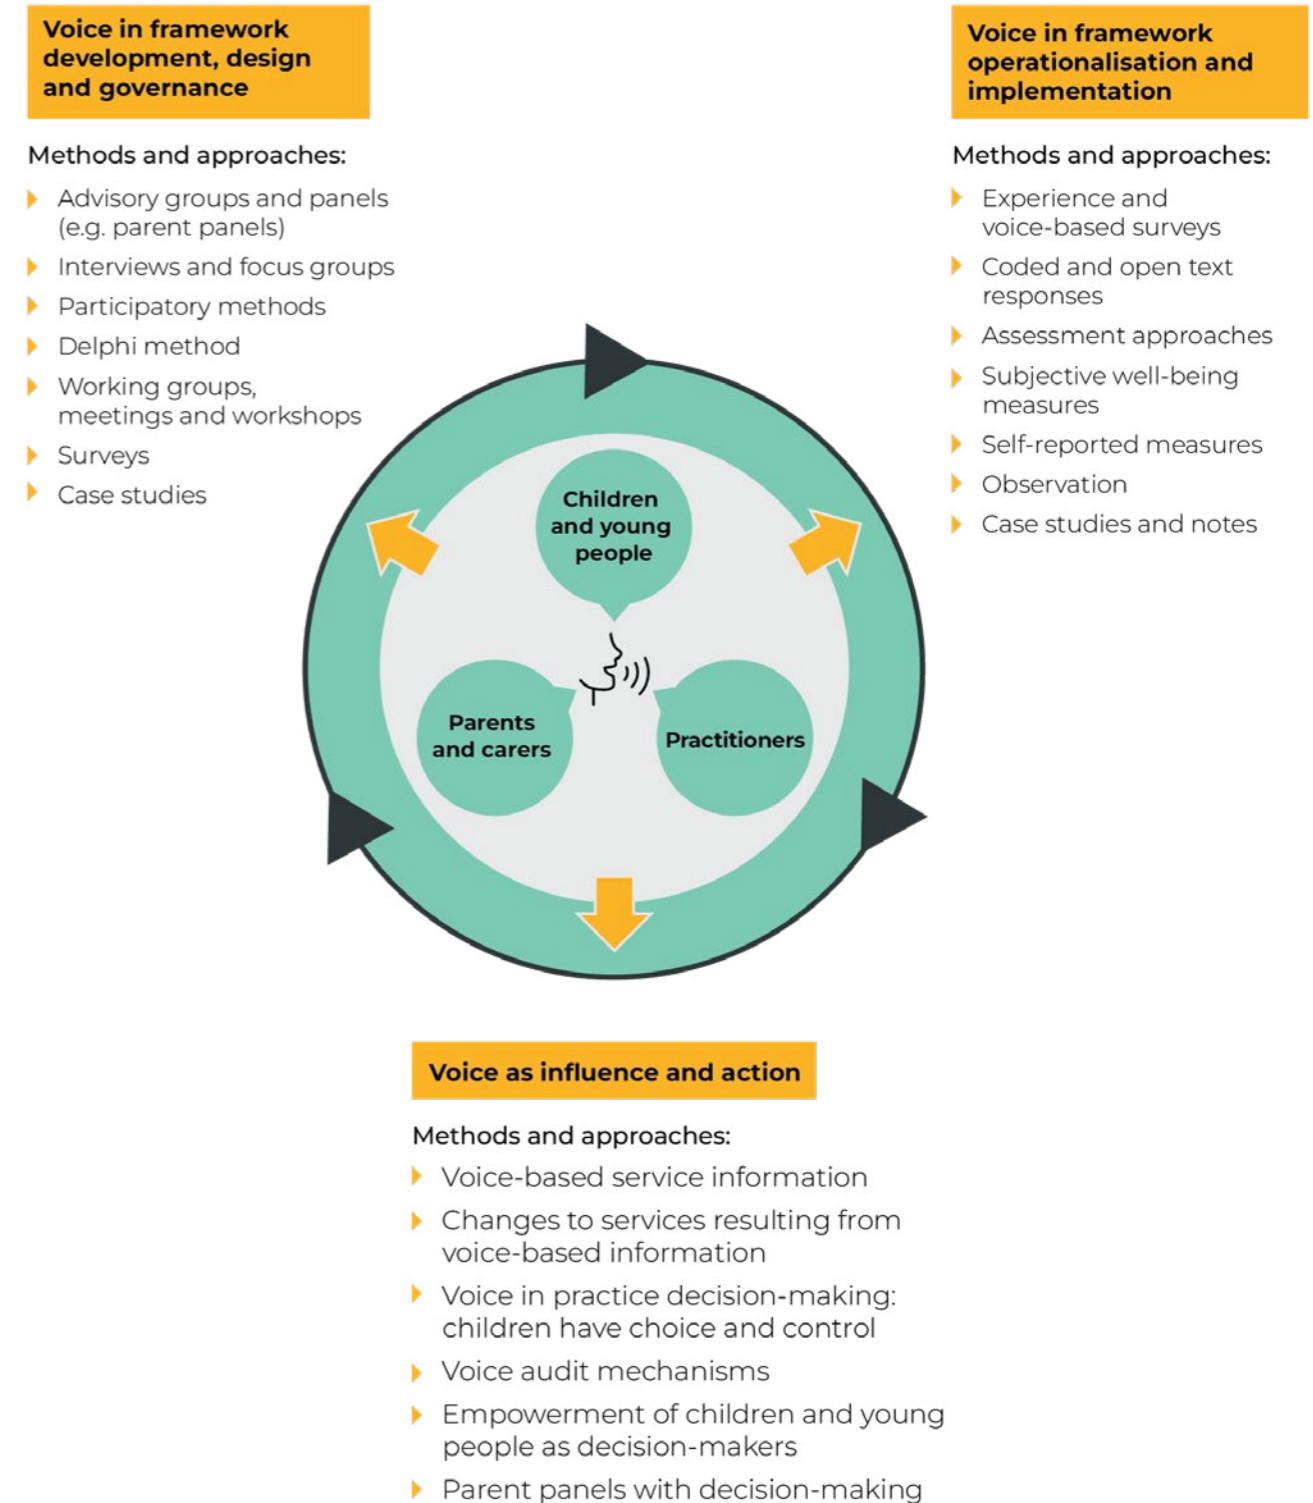 Voice in framework
development, design
and governance
Methods and approaches:
Advisory groups and panels
(e.g. parent panels)
Interviews and focus groups
Participatory methods
Delphi method
Working groups,
meetings and workshops
Surveys
Case studies
Voice in framework
operationalisation and
implementation
Methods and approaches:
Experience and
voice-based surveys
Coded and open text
responses
Assessment approaches
Subjective well-being
measures
Self-reported measures
Observation
Case studies and notes
Children
and young
people
Parents
and carers
Practitioners
Voice as influence and action
Methods and approaches:
Voice-based service information
Changes to services resulting from
voice-based information
Voice in practice decision-making:
children have choice and control
Voice audit mechanisms
Empowerment of children and young
people as decision-makers
Parent panels with decision-making